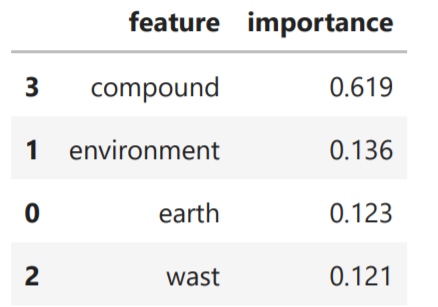 feature importance
3 compound 0.619
1 environment 0.136
0 earth 0.123
2 wast 0.121